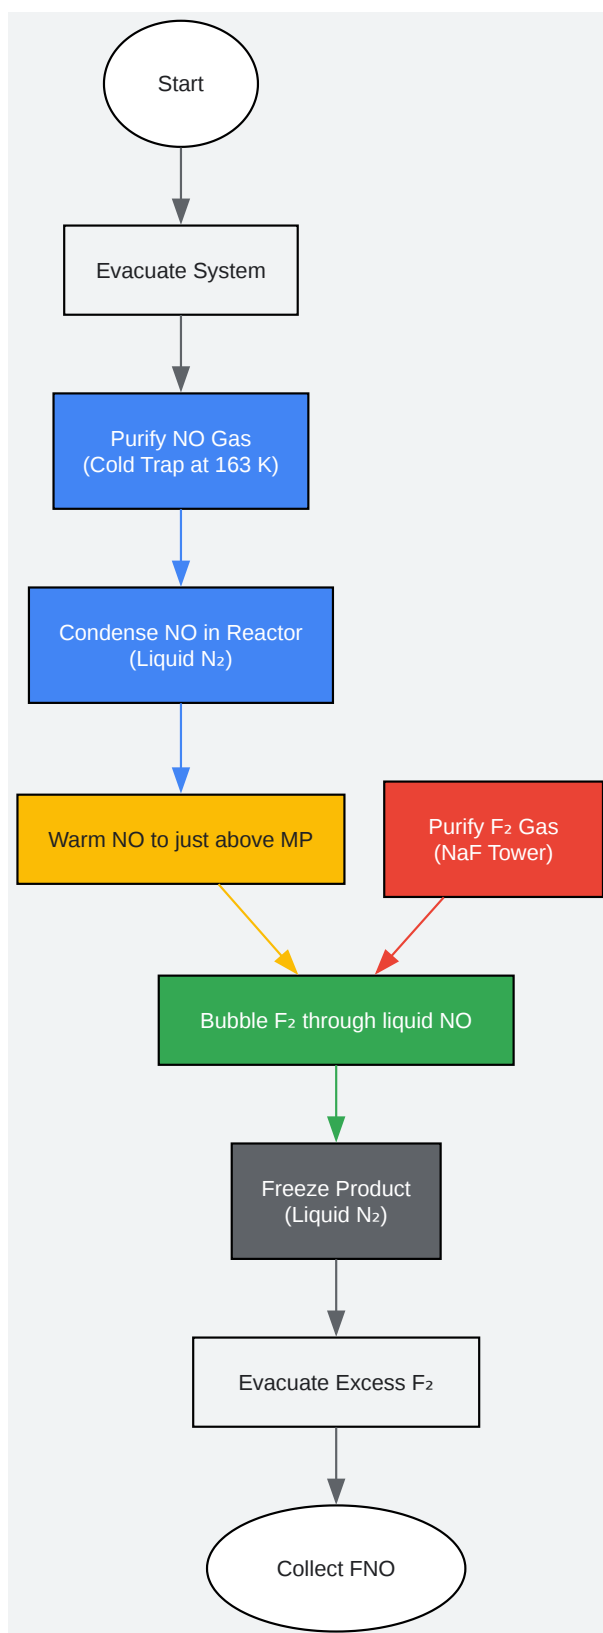 Start
Evacuate System
Purify NO Gas
(Cold Trap at 163 K)
Condense NO in Reactor
(Liquid N₂)
Warm NO to just above MP
Purify F₂ Gas
(NaF Tower)
Bubble F₂ through liquid NO
Freeze Product
(Liquid N₂)
Evacuate Excess F₂
Collect FNO